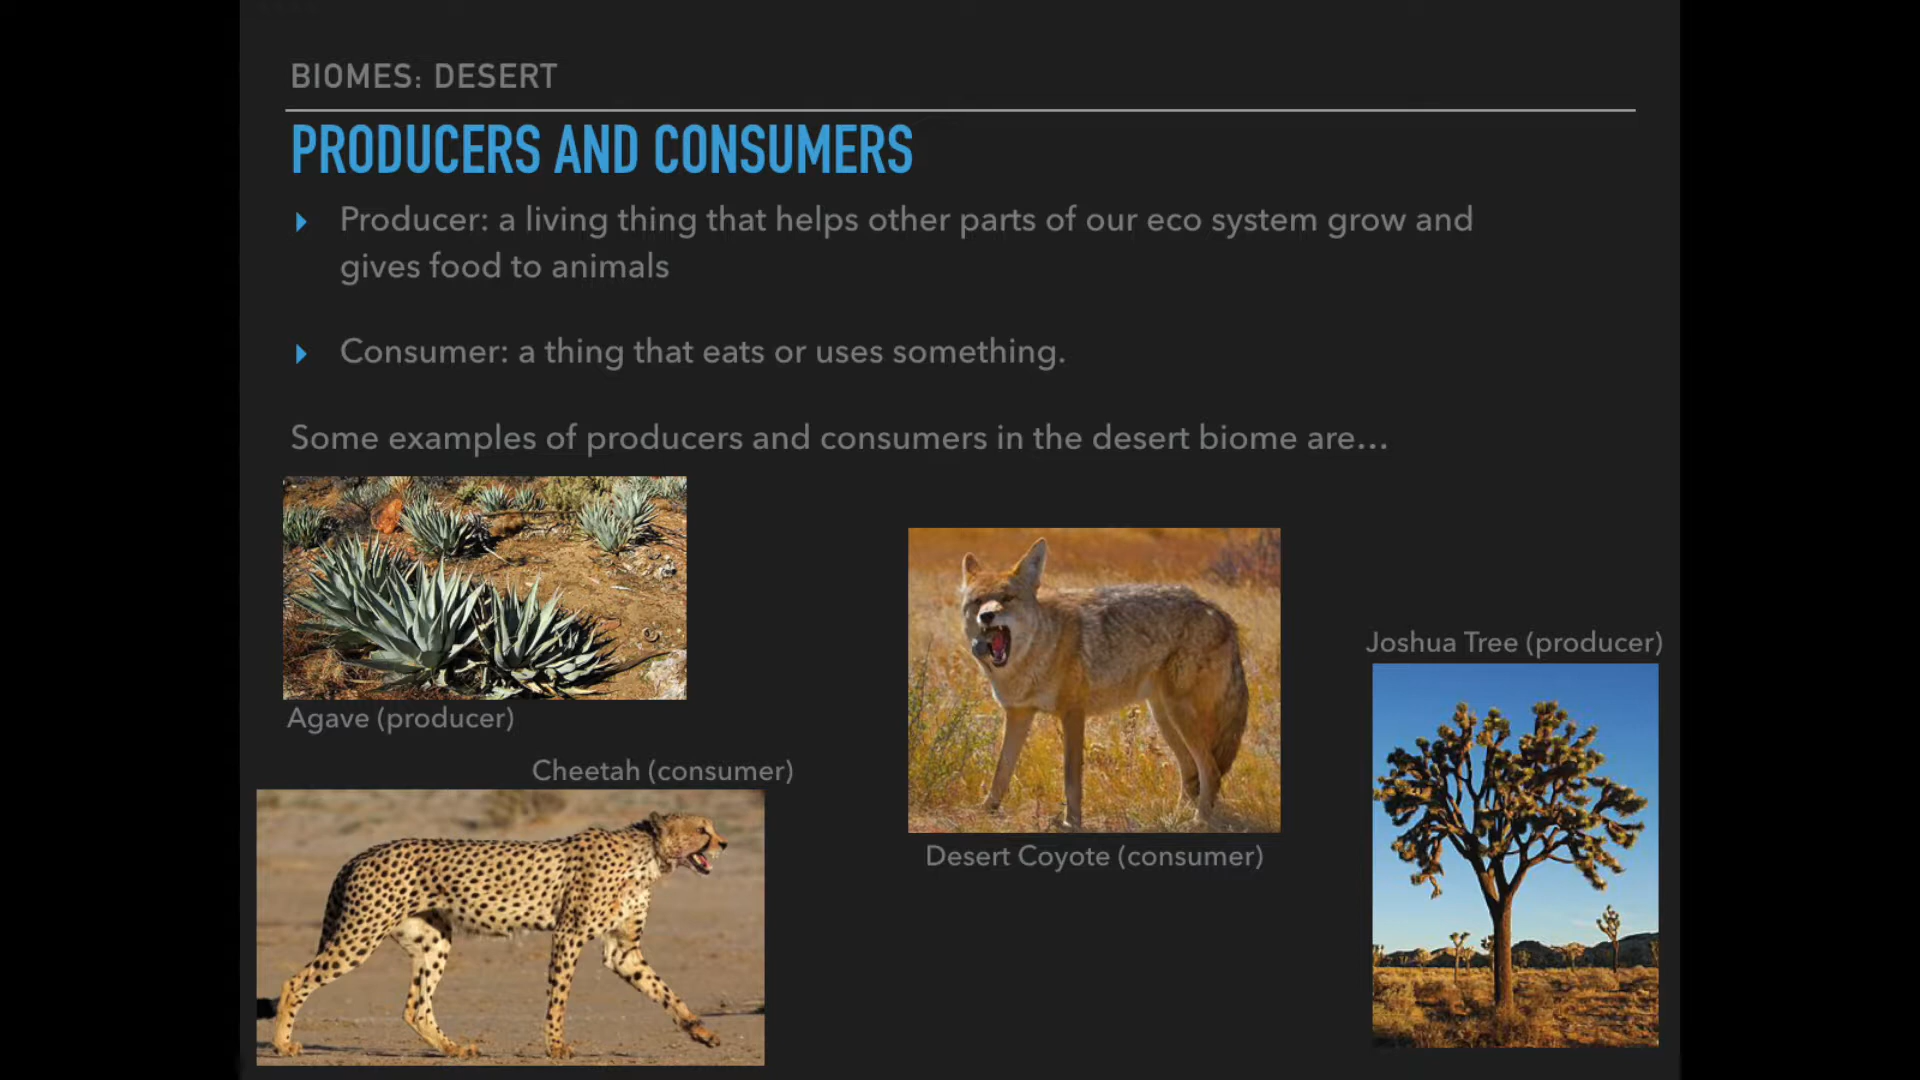 BIOMES: DESERT
PRODUCERS AND CONSUMERS
Producer: a living thing that helps other parts of our eco system grow and
gives food to animals
Consumer: a thing that eats or uses something.
Some examples of producers and consumers in the desert biome are...
Agave (producer)
Cheetah (consumer)
Desert Coyote (consumer)
Joshua Tree (producer)